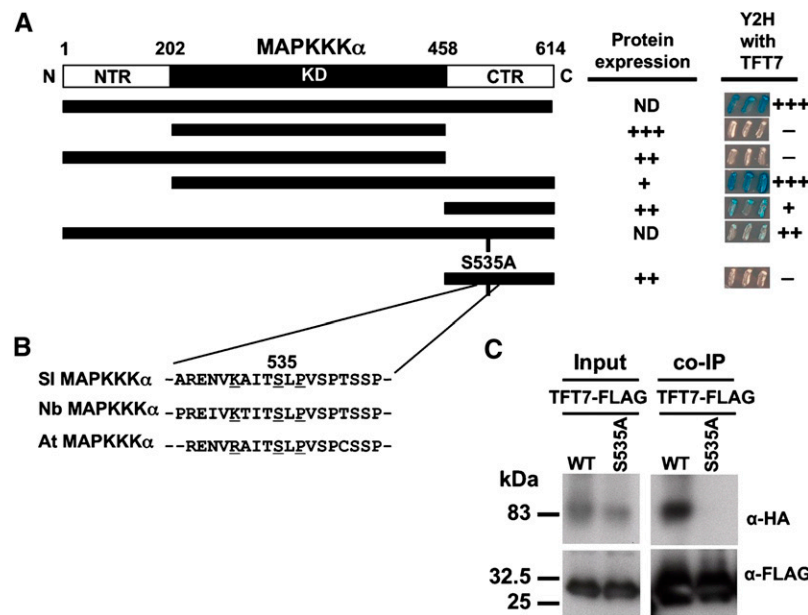 A
1 202 MAPKKKα 458 614
Protein expression
Y2H with TFT7
N NTR KD CTR C
ND +++
+++ –
++ –
+ +++
++ +
ND ++
S535A
++ –
B
535
Sl MAPKKKα -ARENVKAITSLPVSPTSSP-
Nb MAPKKKα -PREIVKTITSLPVSPTSSP-
At MAPKKKα --RENVRAITSLPVSPCSSP-
C
Input co-IP
TFT7-FLAG TFT7-FLAG
WT S535A WT S535A
kDa
83 α-HA
32.5 α-FLAG
25